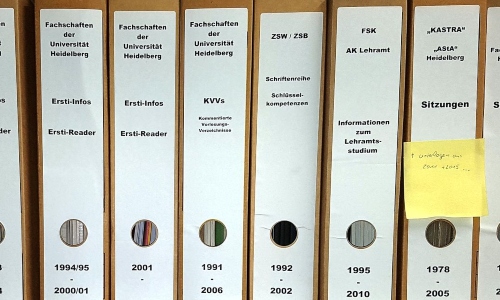 Fachschaften
der
Universität
Heidelberg
Ersti-Infos
Ersti-Reader
1994/95
-
2000/01
Fachschaften
der
Universität
Heidelberg
Ersti-Infos
Ersti-Reader
2001
-
Fachschaften
der
Universität
Heidelberg
KVVs
Kommentierte
Vorlesungs-
Verzeichnisse
1991
-
2006
ZSW / ZSB
Schriftenreihe
Schlüssel-
kompetenzen
1992
-
2002
FSK
AK Lehramt
Informationen
zum
Lehramts-
studium
1995
-
2010
„KASTRA"
„AStA"
Heidelberg
Sitzungen
1978
-
2005